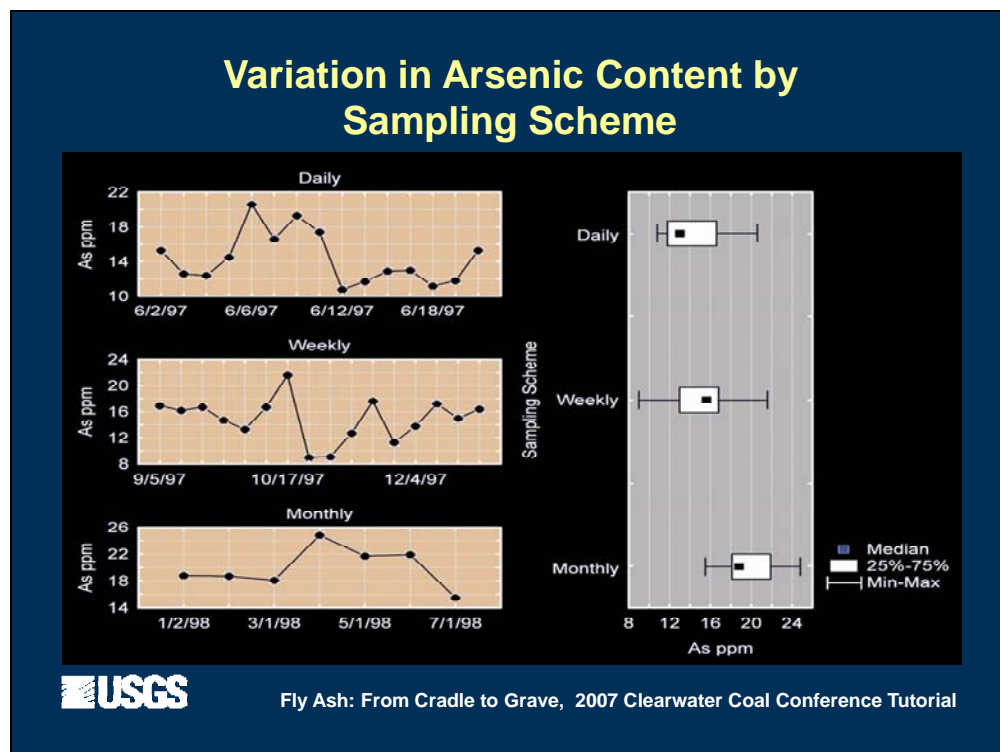 Variation in Arsenic Content by
Sampling Scheme
Daily
22
18
14
10
As ppm
6/2/97 6/6/97 6/12/97 6/18/97
Weekly
24
20
16
12
8
As ppm
9/5/97 10/17/97 12/4/97
Monthly
26
22
18
14
As ppm
1/2/98 3/1/98 5/1/98 7/1/98
Sampling Scheme
Daily
Weekly
Monthly
8 12 16 20 24
As ppm
Median
25%-75%
Min-Max
USGS
Fly Ash: From Cradle to Grave, 2007 Clearwater Coal Conference Tutorial